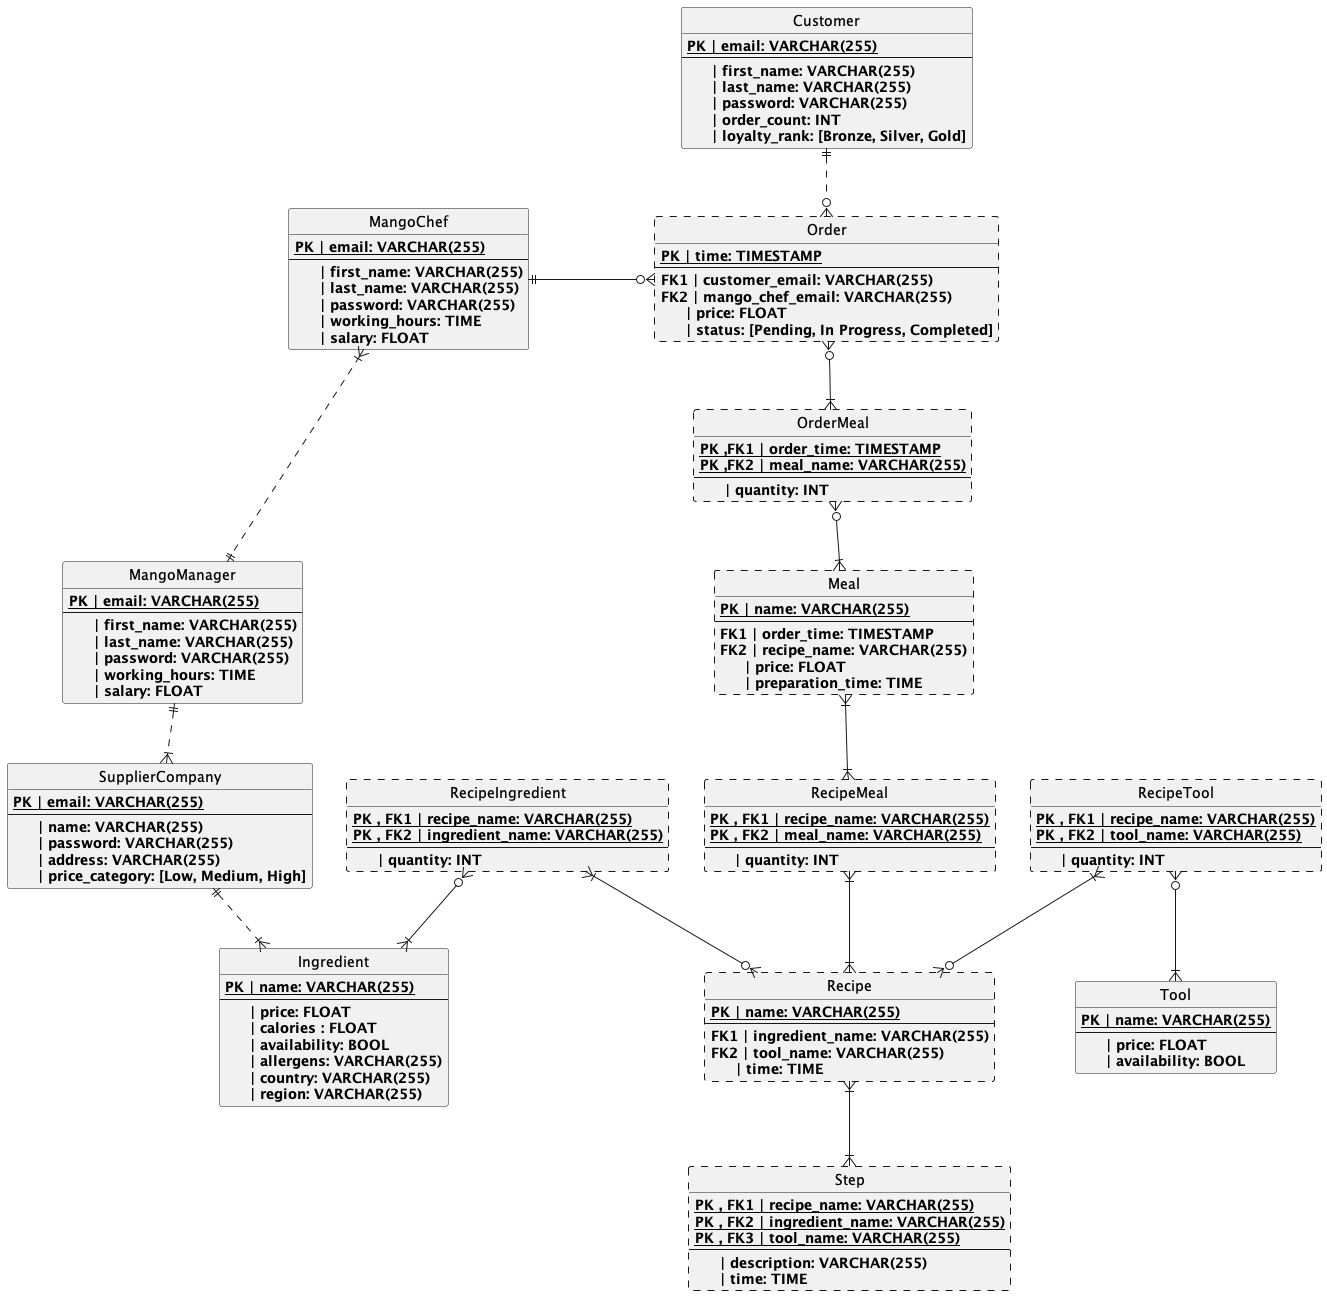 Customer
PK | email: VARCHAR(255)
| first_name: VARCHAR(255)
| last_name: VARCHAR(255)
| password: VARCHAR(255)
| order_count: INT
| loyalty_rank: [Bronze, Silver, Gold]
MangoChef
PK | email: VARCHAR(255)
| first_name: VARCHAR(255)
| last_name: VARCHAR(255)
| password: VARCHAR(255)
| working_hours: TIME
| salary: FLOAT
Order
PK | time: TIMESTAMP
FK1 | customer_email: VARCHAR(255)
FK2 | mango_chef_email: VARCHAR(255)
| price: FLOAT
| status: [Pending, In Progress, Completed]
OrderMeal
PK ,FK1 | order_time: TIMESTAMP
PK ,FK2 | meal_name: VARCHAR(255)
| quantity: INT
MangoManager
PK | email: VARCHAR(255)
| first_name: VARCHAR(255)
| last_name: VARCHAR(255)
| password: VARCHAR(255)
| working_hours: TIME
| salary: FLOAT
Meal
PK | name: VARCHAR(255)
FK1 | order_time: TIMESTAMP
FK2 | recipe_name: VARCHAR(255)
| price: FLOAT
| preparation_time: TIME
SupplierCompany
PK | email: VARCHAR(255)
| name: VARCHAR(255)
| password: VARCHAR(255)
| address: VARCHAR(255)
| price_category: [Low, Medium, High]
RecipeIngredient
PK , FK1 | recipe_name: VARCHAR(255)
PK , FK2 | ingredient_name: VARCHAR(255)
| quantity: INT
RecipeMeal
PK , FK1 | recipe_name: VARCHAR(255)
PK , FK2 | meal_name: VARCHAR(255)
| quantity: INT
RecipeTool
PK , FK1 | recipe_name: VARCHAR(255)
PK , FK2 | tool_name: VARCHAR(255)
| quantity: INT
Ingredient
PK | name: VARCHAR(255)
| price: FLOAT
| calories : FLOAT
| availability: BOOL
| allergens: VARCHAR(255)
| country: VARCHAR(255)
| region: VARCHAR(255)
Recipe
PK | name: VARCHAR(255)
FK1 | ingredient_name: VARCHAR(255)
FK2 | tool_name: VARCHAR(255)
| time: TIME
Tool
PK | name: VARCHAR(255)
| price: FLOAT
| availability: BOOL
Step
PK , FK1 | recipe_name: VARCHAR(255)
PK , FK2 | ingredient_name: VARCHAR(255)
PK , FK3 | tool_name: VARCHAR(255)
| description: VARCHAR(255)
| time: TIME